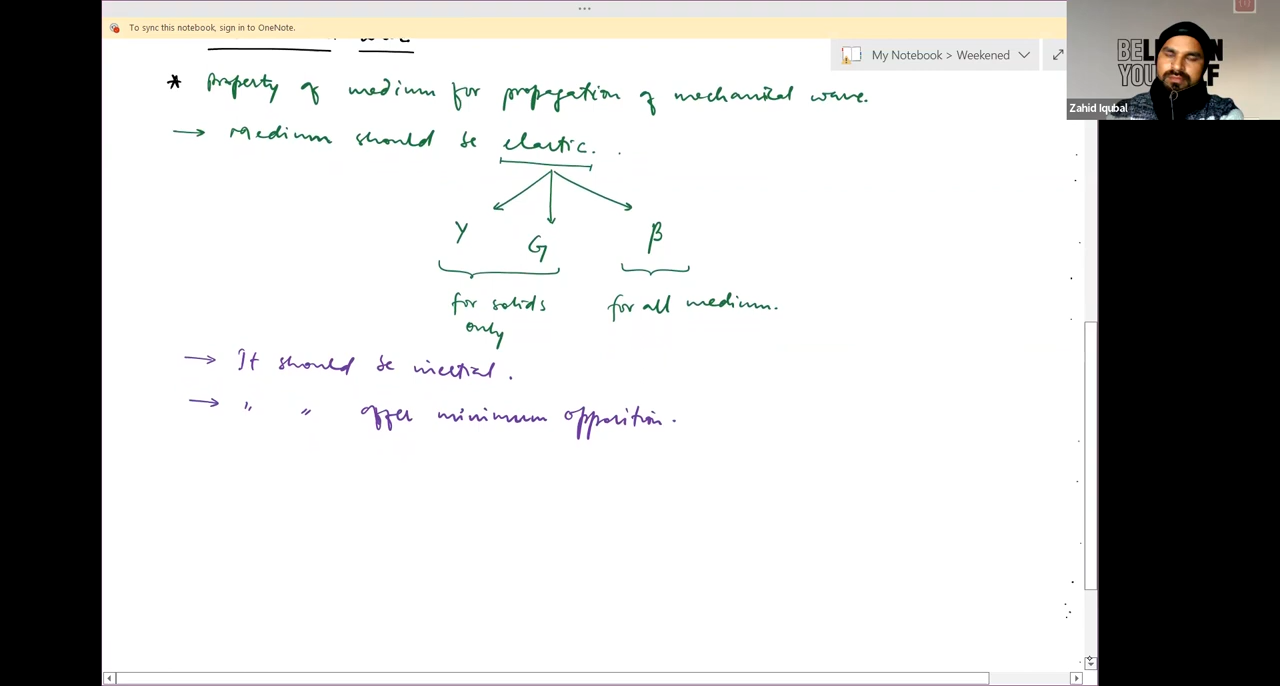 To sync this notebook, sign in to OneNote.
My Notebook > Weekened
BEL N
YOU F
Zahid Iqubal
* Property of medium for propagation of mechanical wave.
→ Medium should be elastic.
Y G β
for solids only
for all medium.
→ It should be inertial.
→ " " offer minimum opposition.